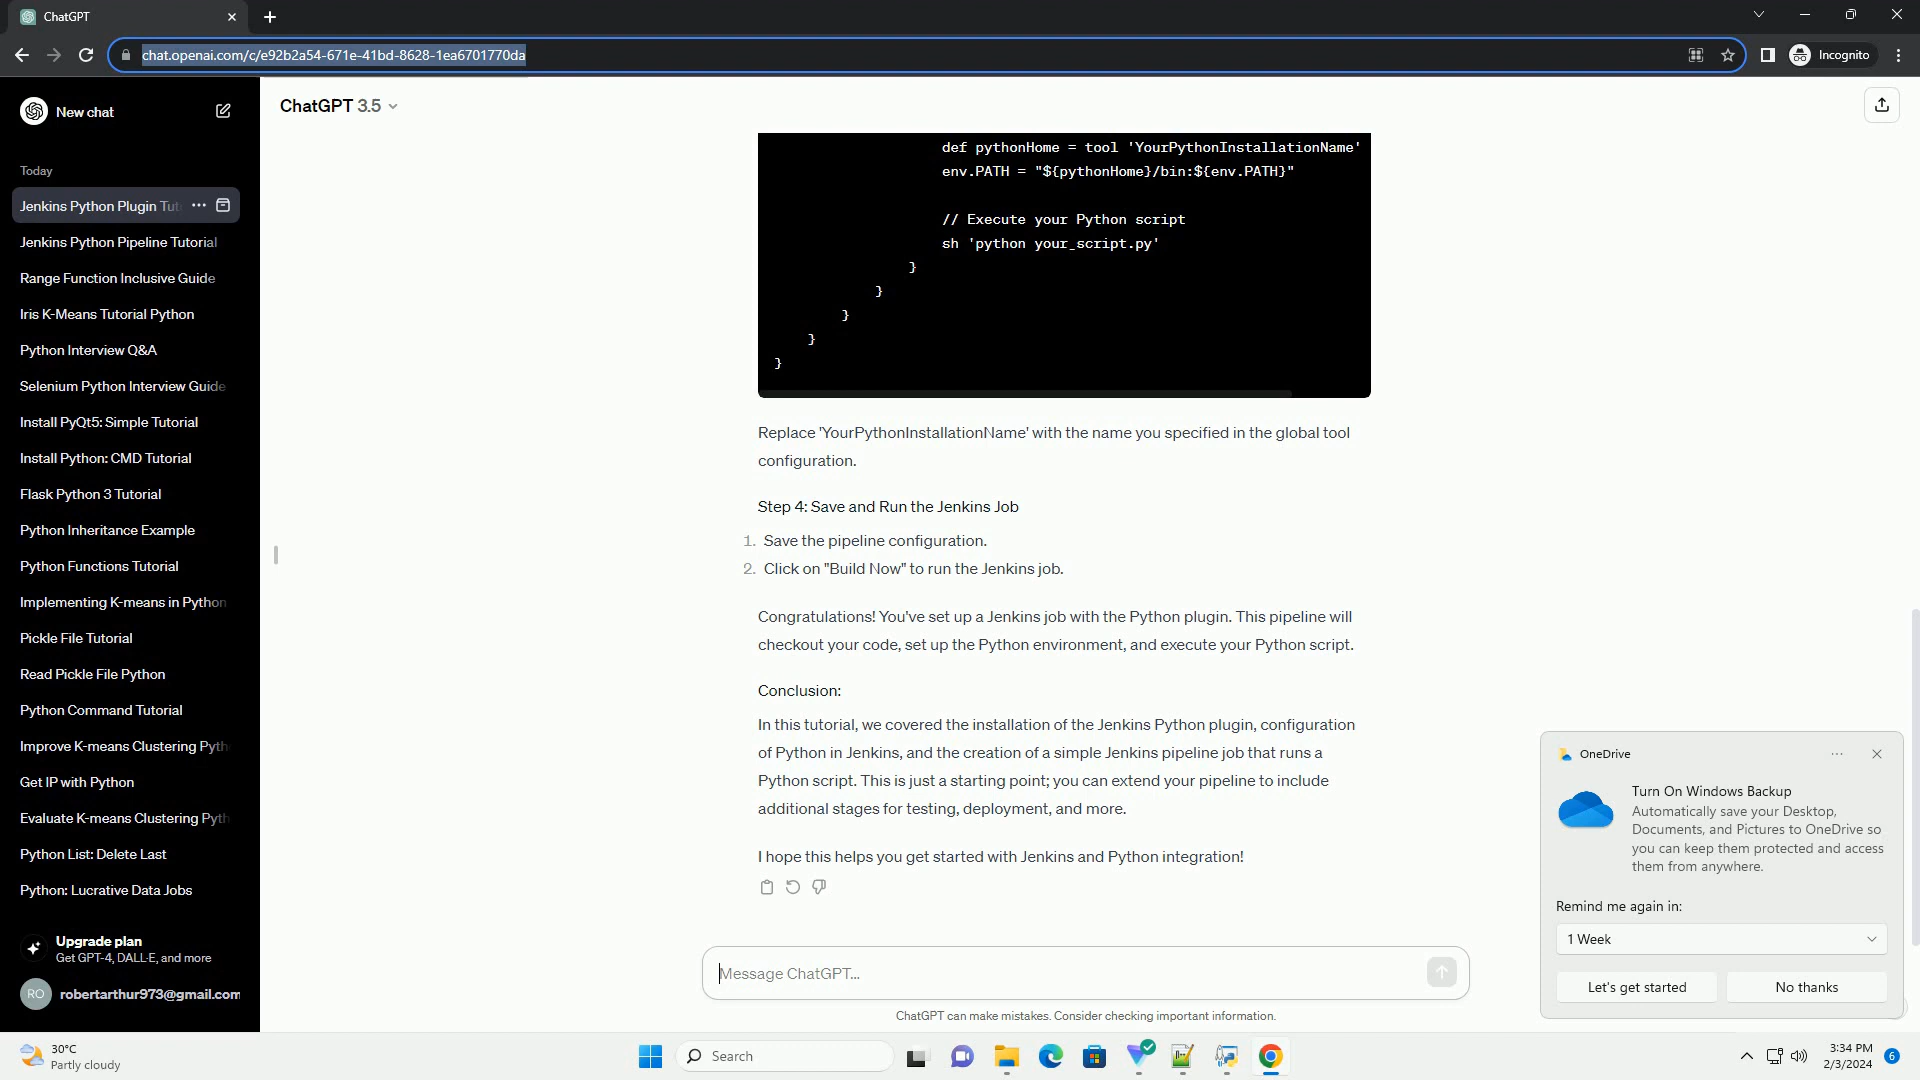 ChatGPT
chat.openai.com/c/e92b2a54-671e-41bd-8628-1ea6701770da
Incognito
New chat
Today
Jenkins Python Plugin Tut
Jenkins Python Pipeline Tutorial
Range Function Inclusive Guide
Iris K-Means Tutorial Python
Python Interview Q&A
Selenium Python Interview Guide
Install PyQt5: Simple Tutorial
Install Python: CMD Tutorial
Flask Python 3 Tutorial
Python Inheritance Example
Python Functions Tutorial
Implementing K-means in Python
Pickle File Tutorial
Read Pickle File Python
Python Command Tutorial
Improve K-means Clustering Pyth
Get IP with Python
Evaluate K-means Clustering Pyth
Python List: Delete Last
Python: Lucrative Data Jobs
Upgrade plan
Get GPT-4, DALL·E, and more
RO
robertarthur973@gmail.com
ChatGPT 3.5
def pythonHome = tool 'YourPythonInstallationName'
env.PATH = "${pythonHome}/bin:${env.PATH}"
// Execute your Python script
sh 'python your_script.py'
}
}
}
}
}
Replace 'YourPythonInstallationName' with the name you specified in the global tool
configuration.
Step 4: Save and Run the Jenkins Job
1. Save the pipeline configuration.
2. Click on "Build Now" to run the Jenkins job.
Congratulations! You've set up a Jenkins job with the Python plugin. This pipeline will
checkout your code, set up the Python environment, and execute your Python script.
Conclusion:
In this tutorial, we covered the installation of the Jenkins Python plugin, configuration
of Python in Jenkins, and the creation of a simple Jenkins pipeline job that runs a
Python script. This is just a starting point; you can extend your pipeline to include
additional stages for testing, deployment, and more.
I hope this helps you get started with Jenkins and Python integration!
Message ChatGPT...
ChatGPT can make mistakes. Consider checking important information.
OneDrive
Turn On Windows Backup
Automatically save your Desktop,
Documents, and Pictures to OneDrive so
you can keep them protected and access
them from anywhere.
Remind me again in:
1 Week
Let's get started
No thanks
30°C
Partly cloudy
Search
3:34 PM
2/3/2024
6